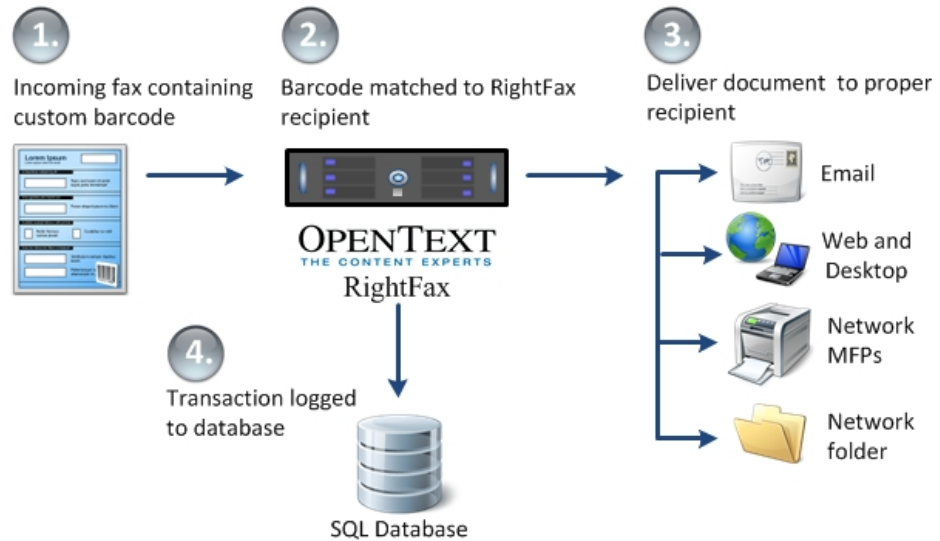 1.
Incoming fax containing
custom barcode
Lorem Ipsum
2.
Barcode matched to RightFax
recipient
OPENTEXT
THE CONTENT EXPERTS
RightFax
3.
Deliver document to proper
recipient
Email
Web and
Desktop
Network
MFPs
Network
folder
4.
Transaction logged
to database
SQL Database